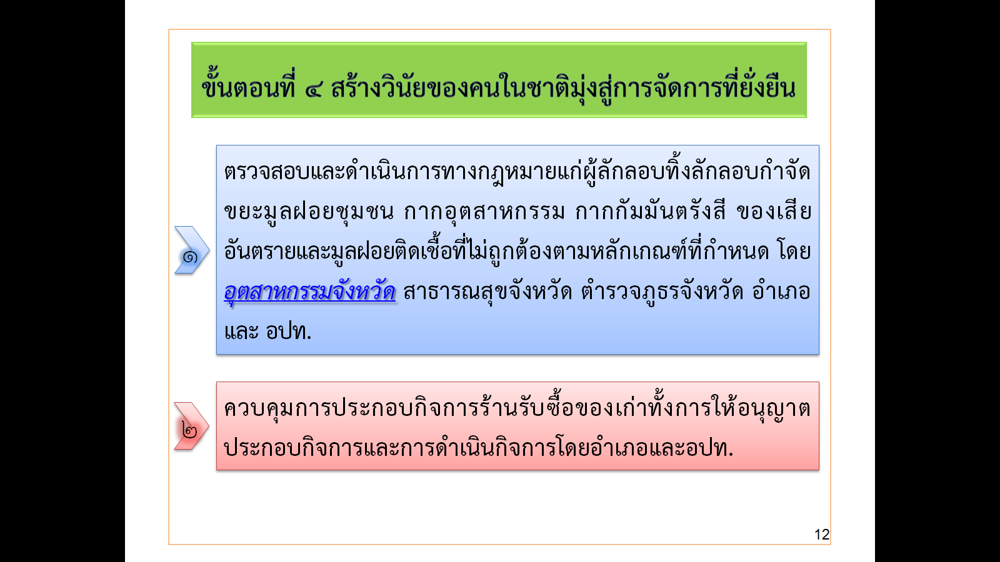 ขั้นตอนที่ ๔ สร้างวินัยของคนในชาติมุ่งสู่การจัดการที่ยั่งยืน
๑
ตรวจสอบและดำเนินการทางกฎหมายแก่ผู้ลักลอบทิ้งลักลอบกำจัด
ขยะมูลฝอยชุมชน กากอุตสาหกรรม กากกัมมันตรังสี ของเสีย
อันตรายและมูลฝอยติดเชื้อที่ไม่ถูกต้องตามหลักเกณฑ์ที่กำหนด โดย
อุตสาหกรรมจังหวัด สาธารณสุขจังหวัด ตำรวจภูธรจังหวัด อำเภอ
และ อปท.
๒
ควบคุมการประกอบกิจการร้านรับซื้อของเก่าทั้งการให้อนุญาต
ประกอบกิจการและการดำเนินกิจการโดยอำเภอและอปท.
12